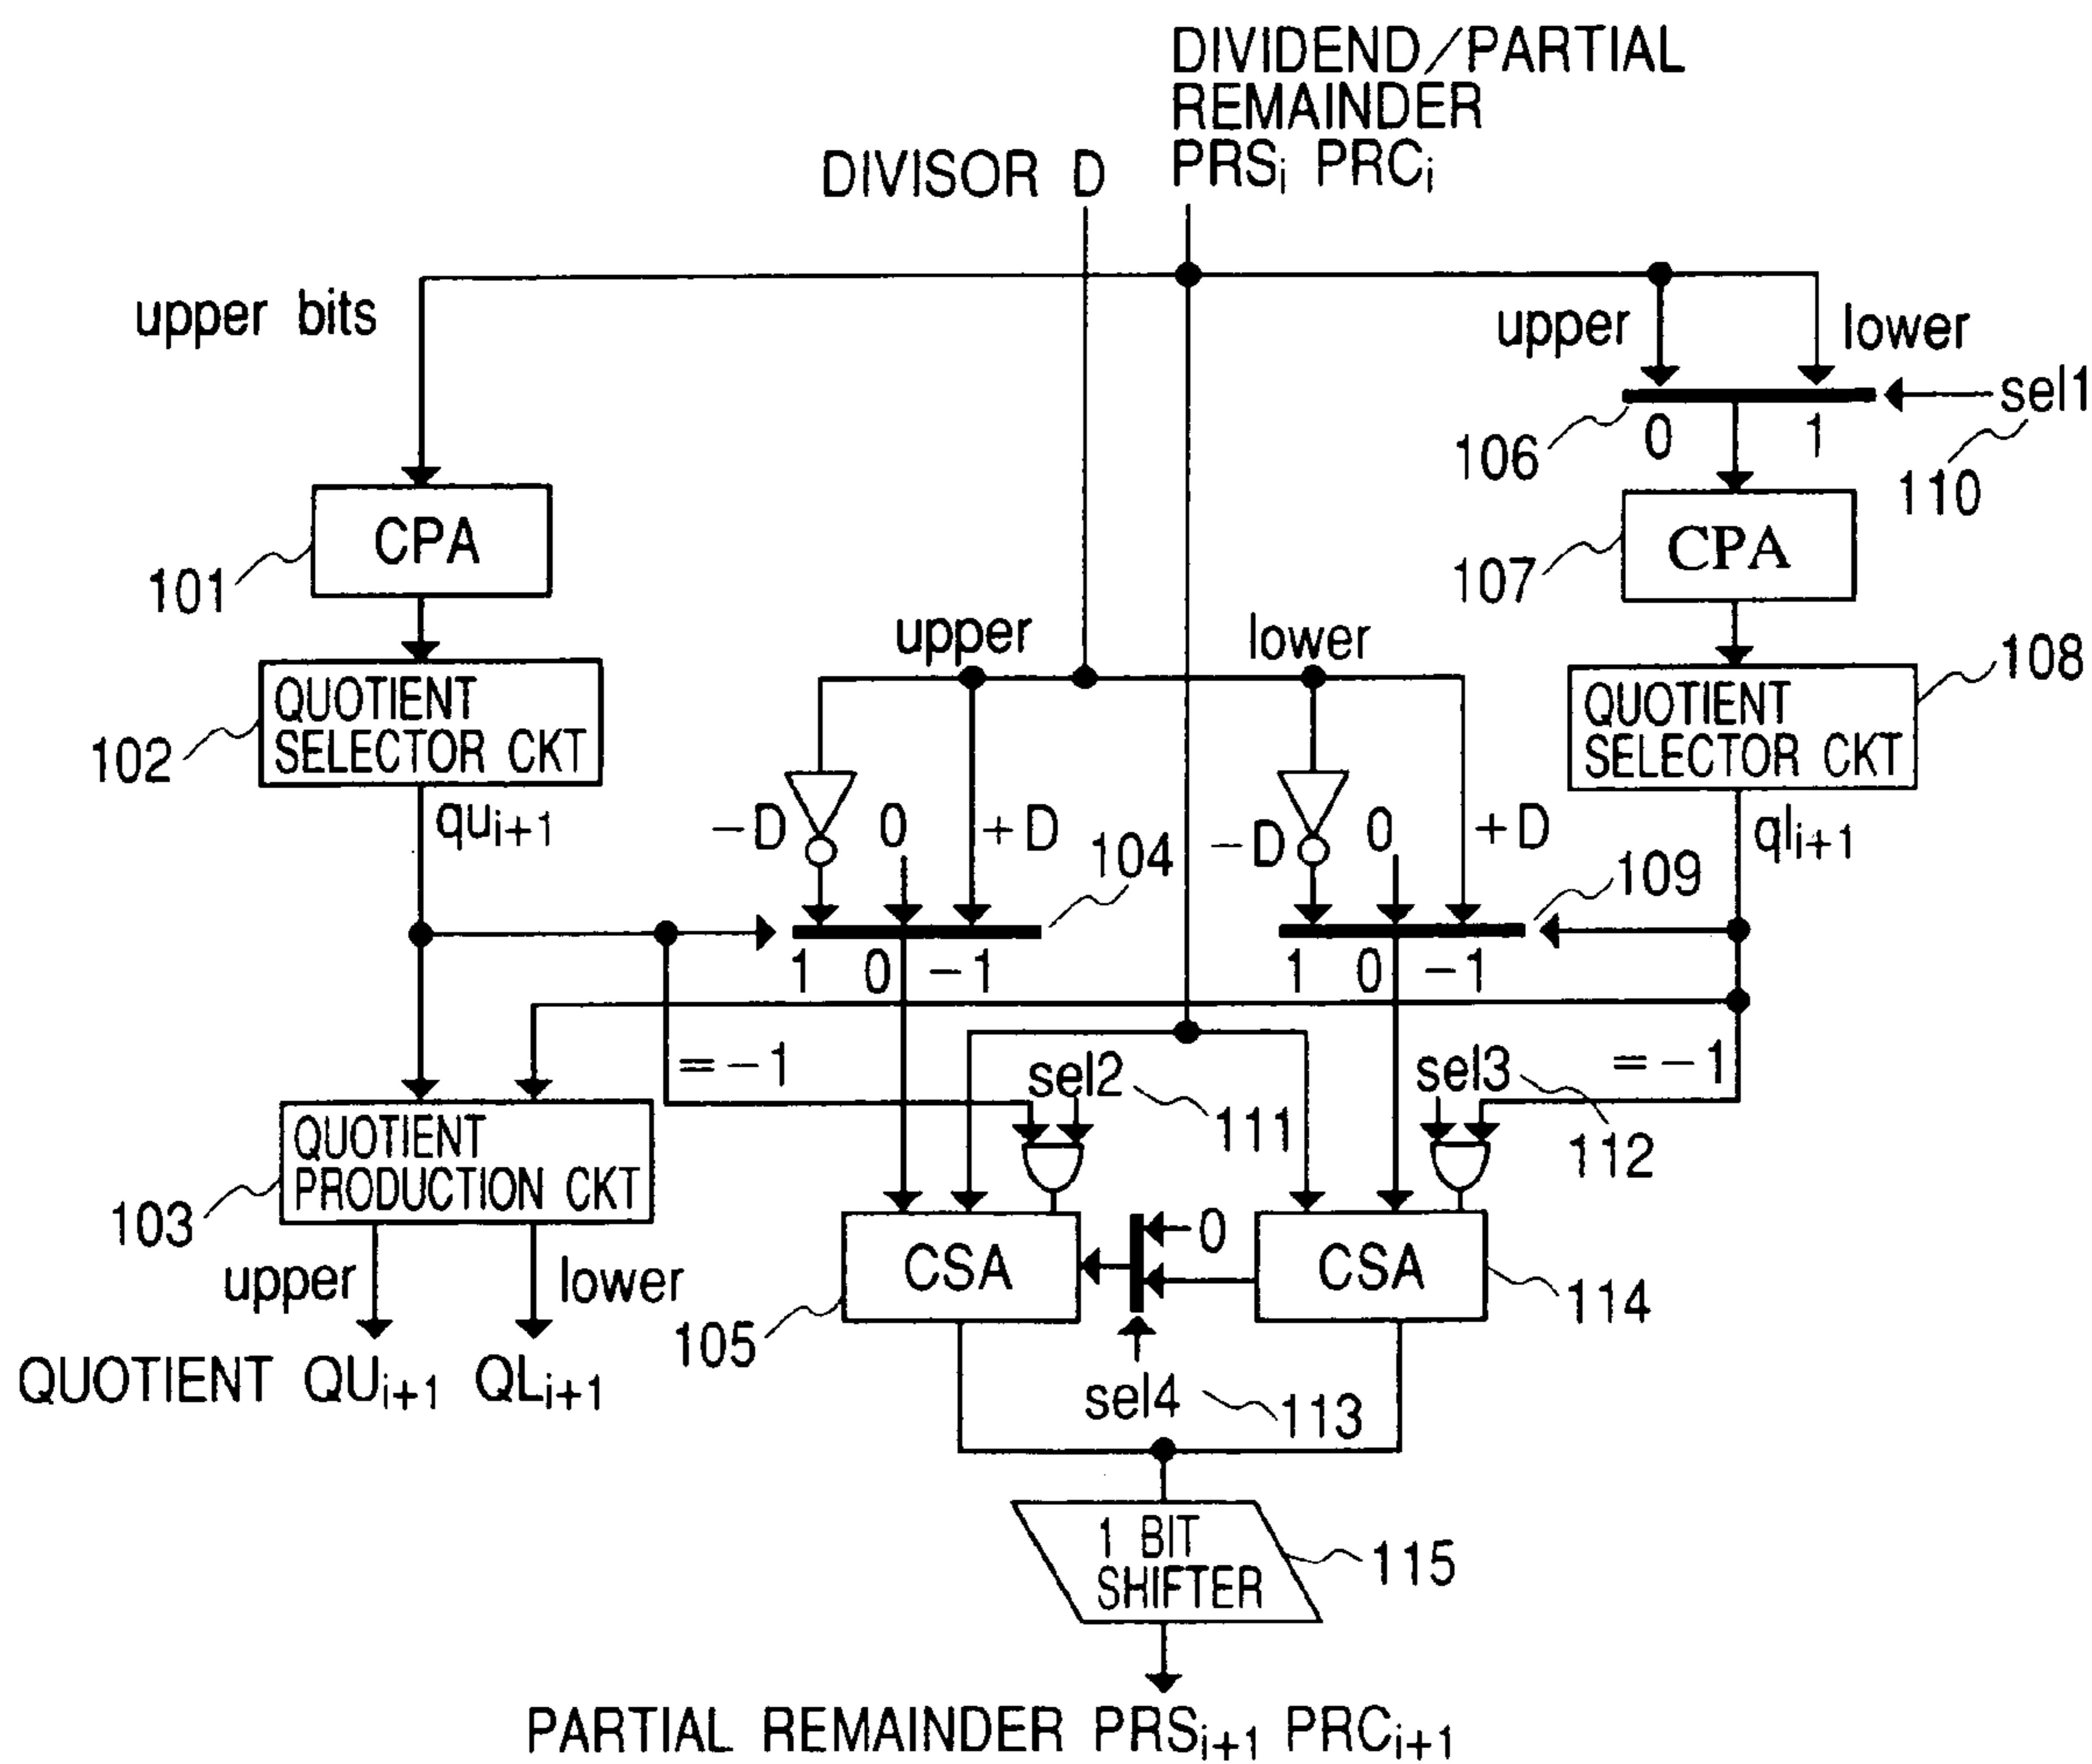 DIVIDEND/PARTIAL
REMAINDER
PRSi PRCi
DIVISOR D
upper bits
upper
lower
sel1
0
1
106
110
CPA
101
CPA
107
upper
lower
108
QUOTIENT
SELECTOR CKT
102
QUOTIENT
SELECTOR CKT
qui+1
−D
0
+D
104
−D
0
+D
109
qli+1
1
0
−1
1
0
−1
=−1
sel2
111
sel3
=−1
112
QUOTIENT
PRODUCTION CKT
103
CSA
105
0
CSA
114
upper
lower
QUOTIENT QUi+1 QLi+1
sel4
113
1 BIT
SHIFTER
115
PARTIAL REMAINDER PRSi+1 PRCi+1